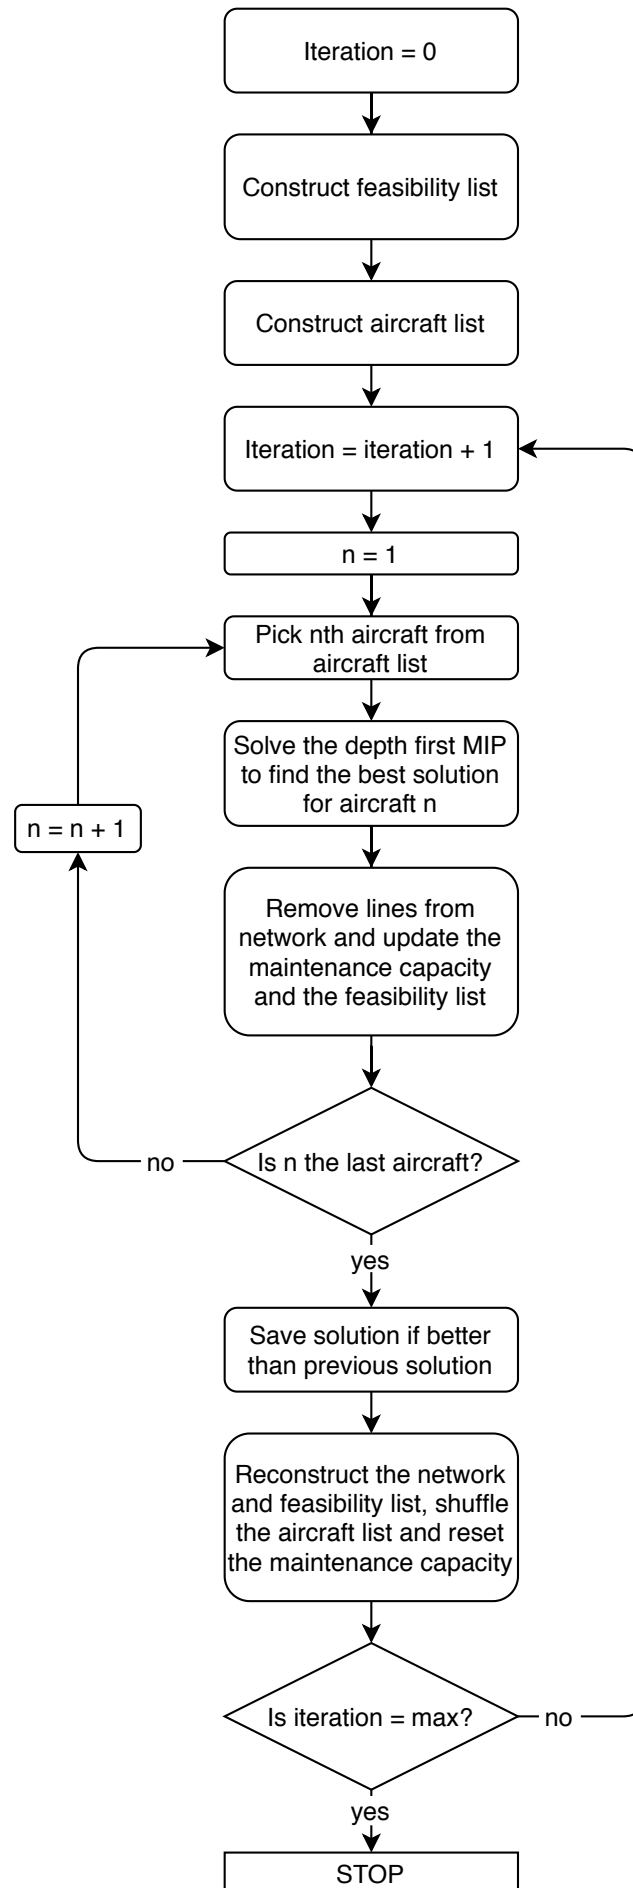 Iteration = 0
Construct feasibility list
Construct aircraft list
Iteration = iteration + 1
n = 1
Pick nth aircraft from
aircraft list
Solve the depth first MIP
to find the best solution
for aircraft n
n = n + 1
Remove lines from
network and update the
maintenance capacity
and the feasibility list
Is n the last aircraft?
no
yes
Save solution if better
than previous solution
Reconstruct the network
and feasibility list, shuffle
the aircraft list and reset
the maintenance capacity
Is iteration = max?
no
yes
STOP